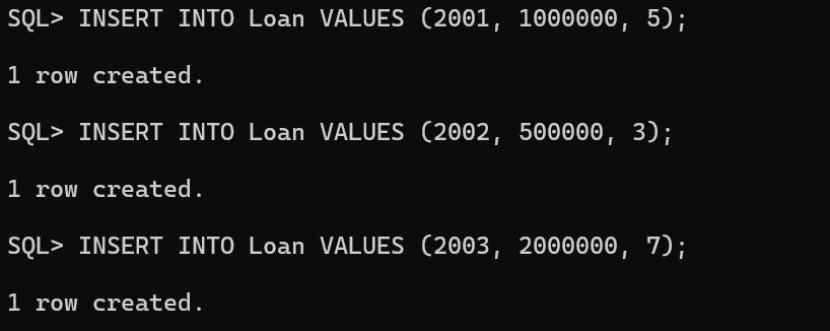 SQL> INSERT INTO Loan VALUES (2001, 1000000, 5);
1 row created.
SQL> INSERT INTO Loan VALUES (2002, 500000, 3);
1 row created.
SQL> INSERT INTO Loan VALUES (2003, 2000000, 7);
1 row created.